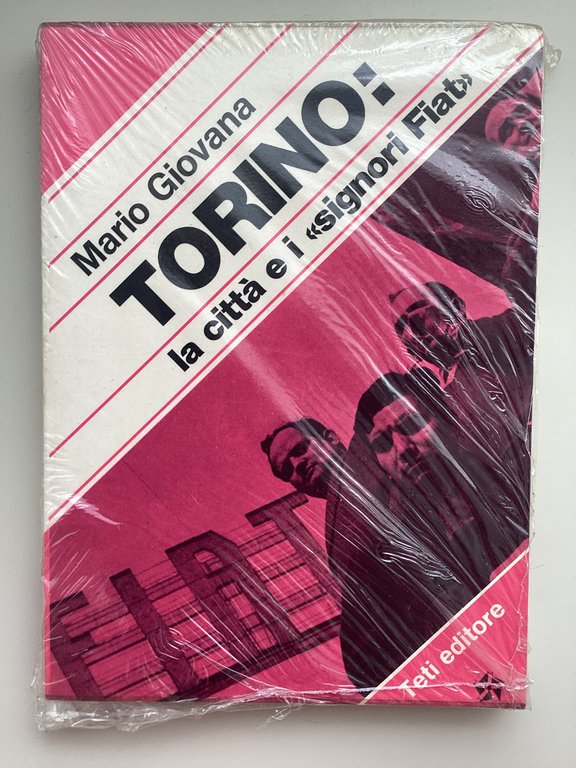 Mario Giovana
TORINO:
la città e i «signori Fiat»
FIAT
Teti editore